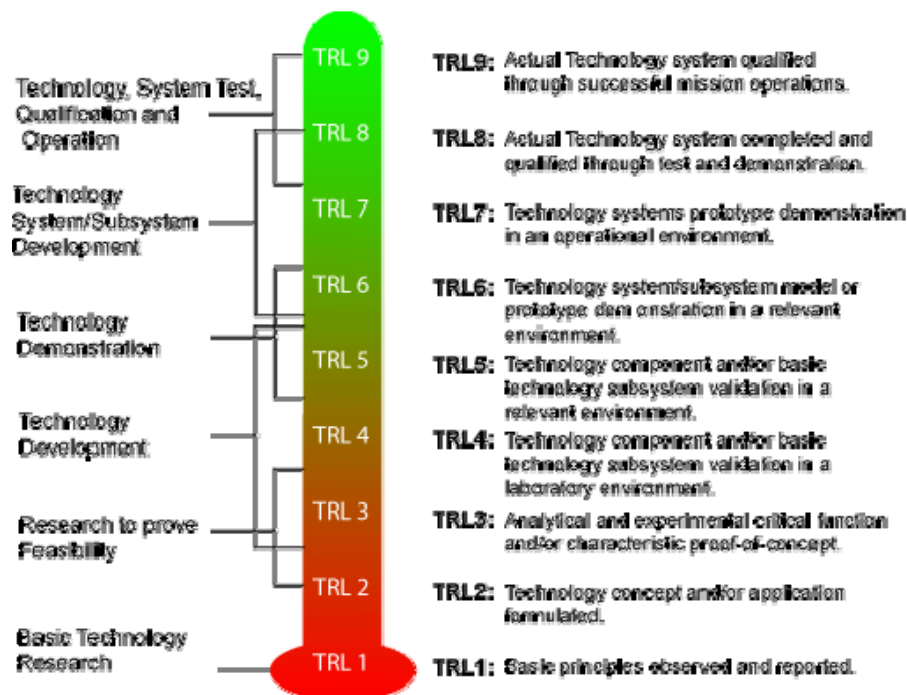 Technology, System Test,
Qualification and
Operation
Technology
System/Subsystem
Development
Technology
Demonstration
Technology
Development
Research to prove
Feasibility
Basic Technology
Research
TRL 9
TRL 8
TRL 7
TRL 6
TRL 5
TRL 4
TRL 3
TRL 2
TRL 1
TRL9: Actual Technology system qualified
through successful mission operations.
TRL8: Actual Technology system completed and
qualified through test and demonstration.
TRL7: Technology systems prototype demonstration
in an operational environment.
TRL6: Technology system/subsystem model or
prototype dem onstration in a relevant
environment.
TRL5: Technology component and/or basic
technology subsystem validation in a
relevant environment.
TRL4: Technology component and/or basic
technology subsystem validation in a
laboratory environment.
TRL3: Analytical and experimental critical function
and/or characteristic proof-of-concept.
TRL2: Technology concept and/or application
formulated.
TRL1: Basic principles observed and reported.